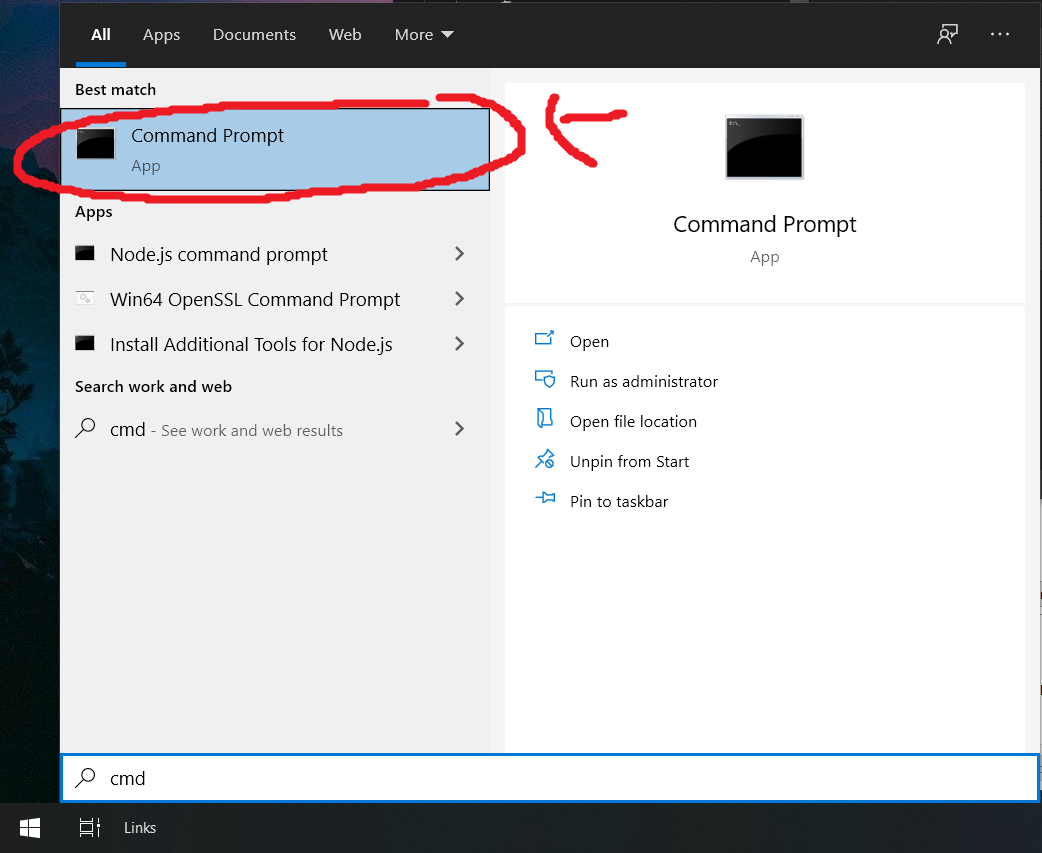 All Apps Documents Web More
Best match
Command Prompt
App
Apps
Node.js command prompt
Win64 OpenSSL Command Prompt
Install Additional Tools for Node.js
Search work and web
cmd - See work and web results
Command Prompt
App
Open
Run as administrator
Open file location
Unpin from Start
Pin to taskbar
cmd
Links